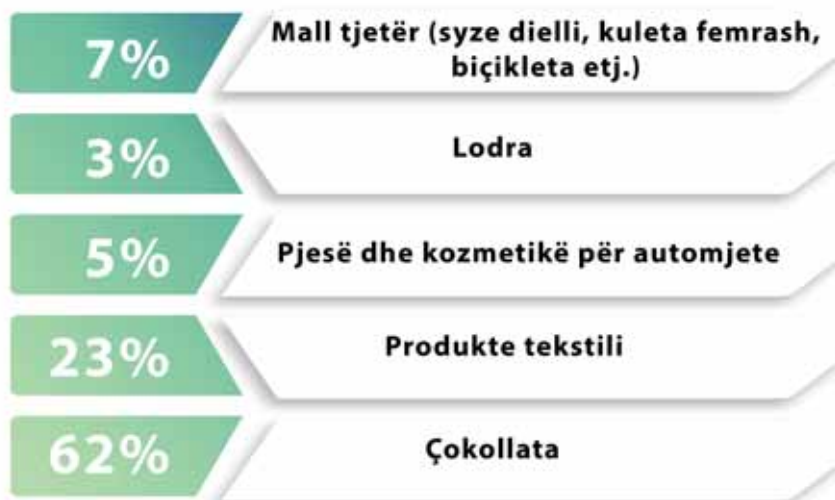 7%
Mall tjetër (syze dielli, kuleta femrash,
biçikleta etj.)
3%
Lodra
5%
Pjesë dhe kozmetikë për automjete
23%
Produkte tekstili
62%
Çokollata